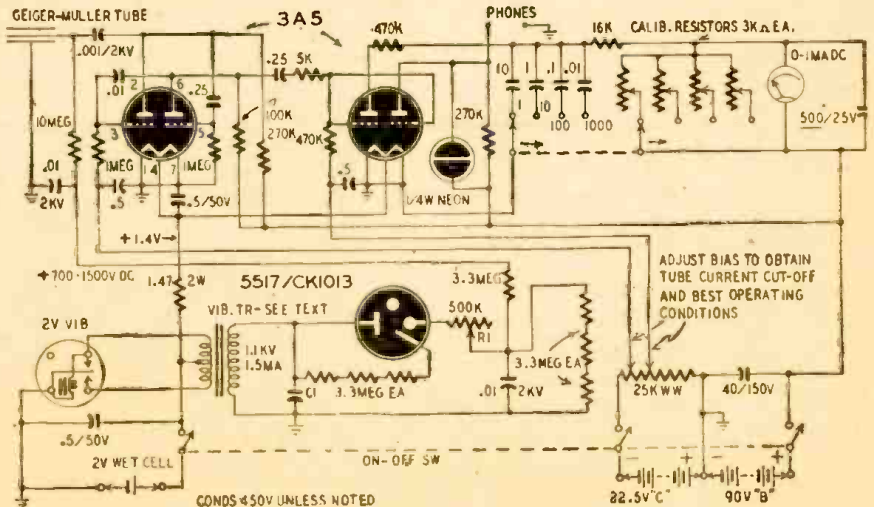 GEIGER-MULLER TUBE
3A5
PHONES
.001/2KV
.470K
16K
CALIB. RESISTORS 3KΩ EA.
0-1MADC
.01
2
6
.25
.25
5K
10
.1
.1
.01
1
10
100
1000
500/25V
10MEG
3
5
100K
270K
470K
270K
1MEG
1MEG
1 4
7
.01
2KV
.5
.5/50V
.5
1/4W NEON
+1.4V→
+700-1500V DC
1.47
2W
5517/CK1013
3.3MEG
ADJUST BIAS TO OBTAIN
TUBE CURRENT CUT-OFF
AND BEST OPERATING
CONDITIONS
VIB. TR-SEE TEXT
500K
R1
2V VIB
1.1KV
1.5MA
3.3MEG EA
C1
3.3MEG EA
.01
2KV
25KWW
40/150V
.5/50V
2V WET CELL
ON-OFF SW
- + - +
22.5V"C"
90V "B"
CONDS 450V UNLESS NOTED